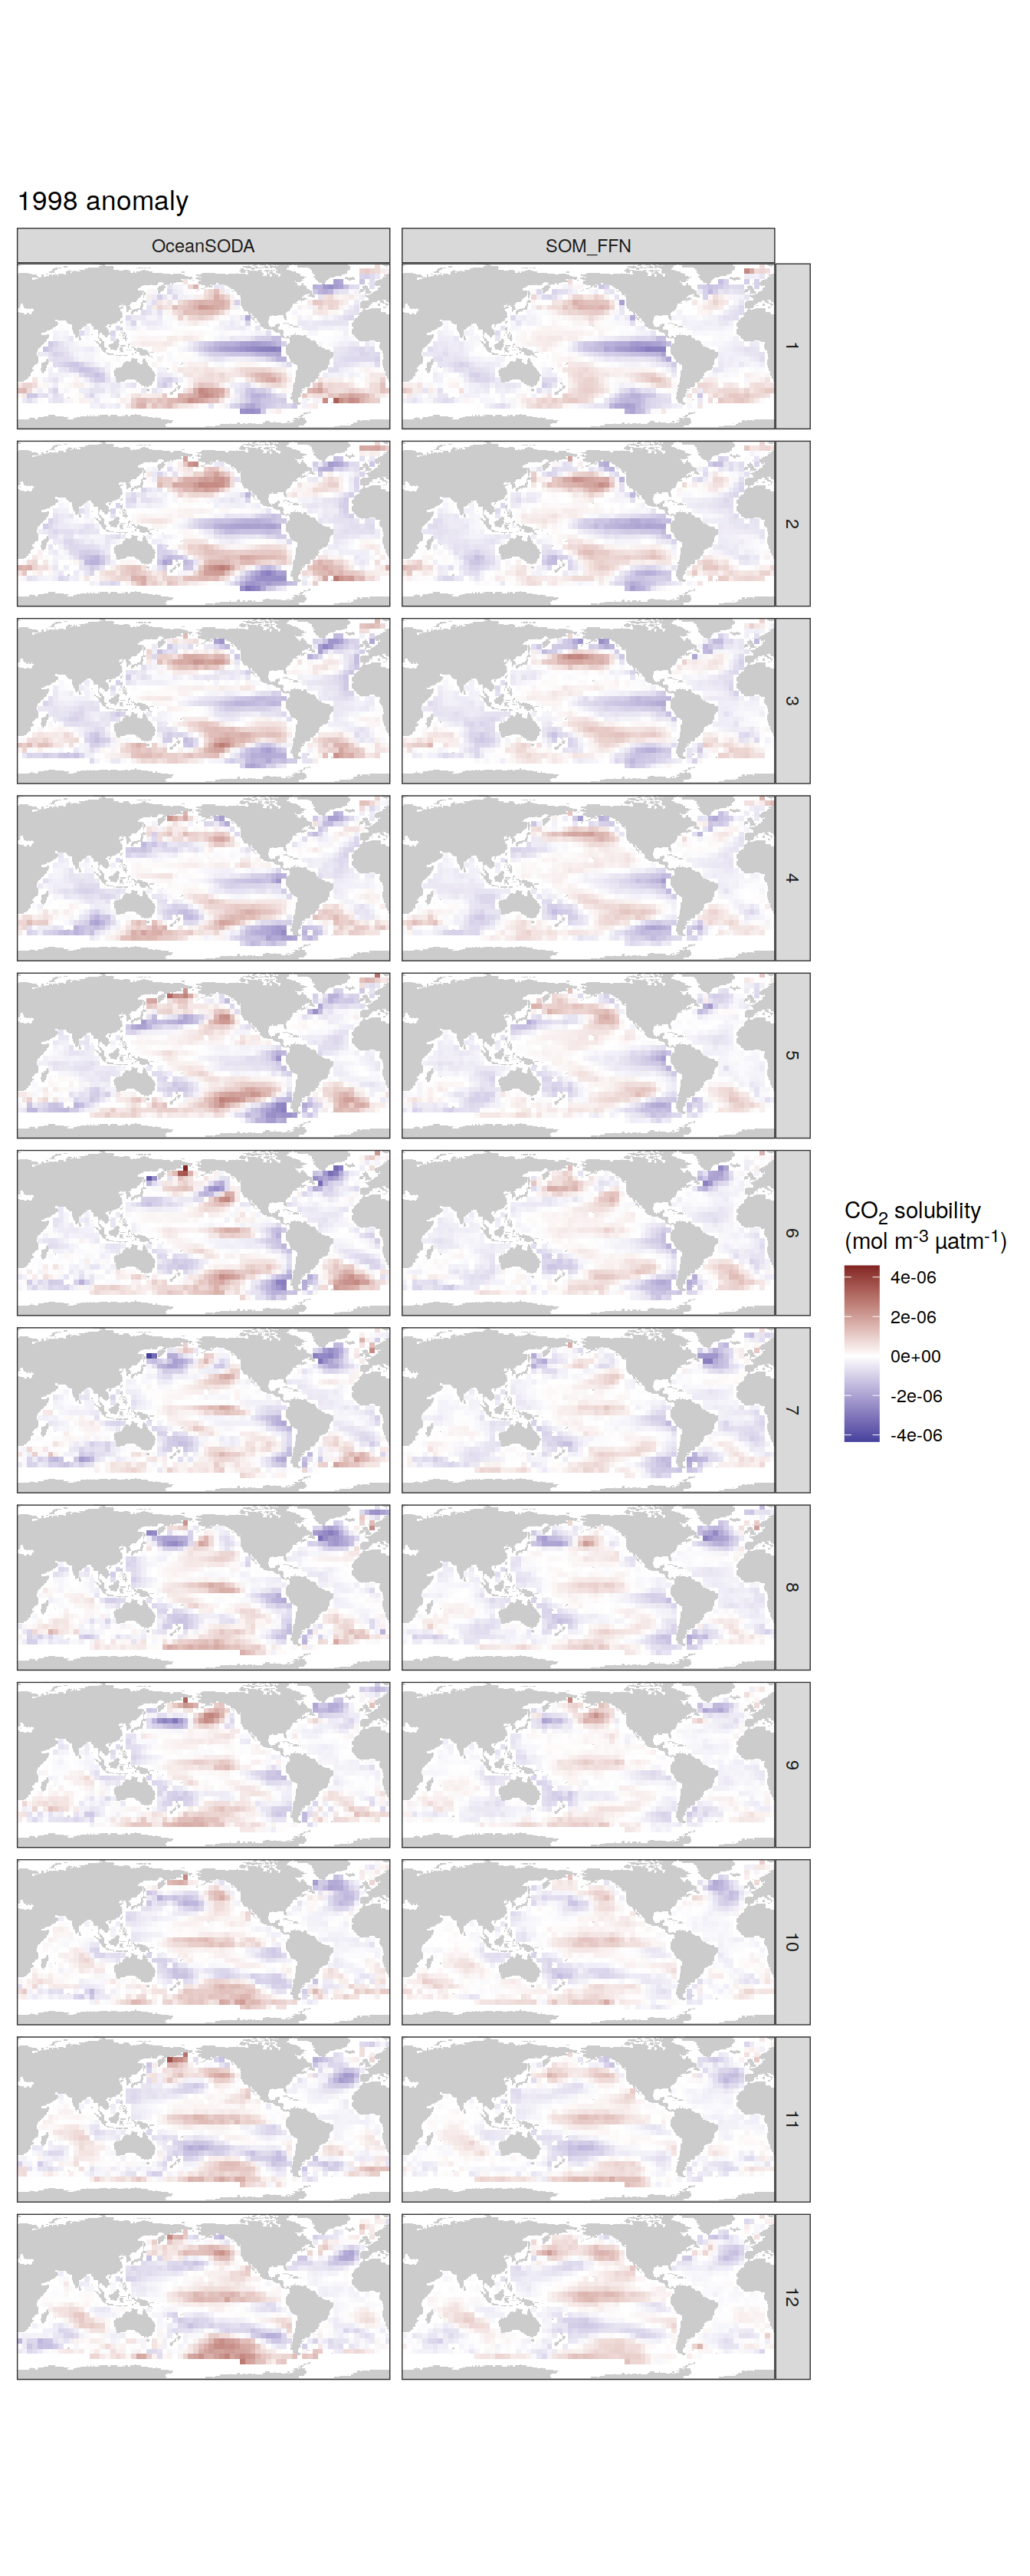 1998 anomaly
OceanSODA SOM_FFN
1
2
3
4
5
6
CO2 solubility
(mol m-3 µatm-1)
4e-06
2e-06
0e+00
-2e-06
-4e-06
7
8
9
10
11
12